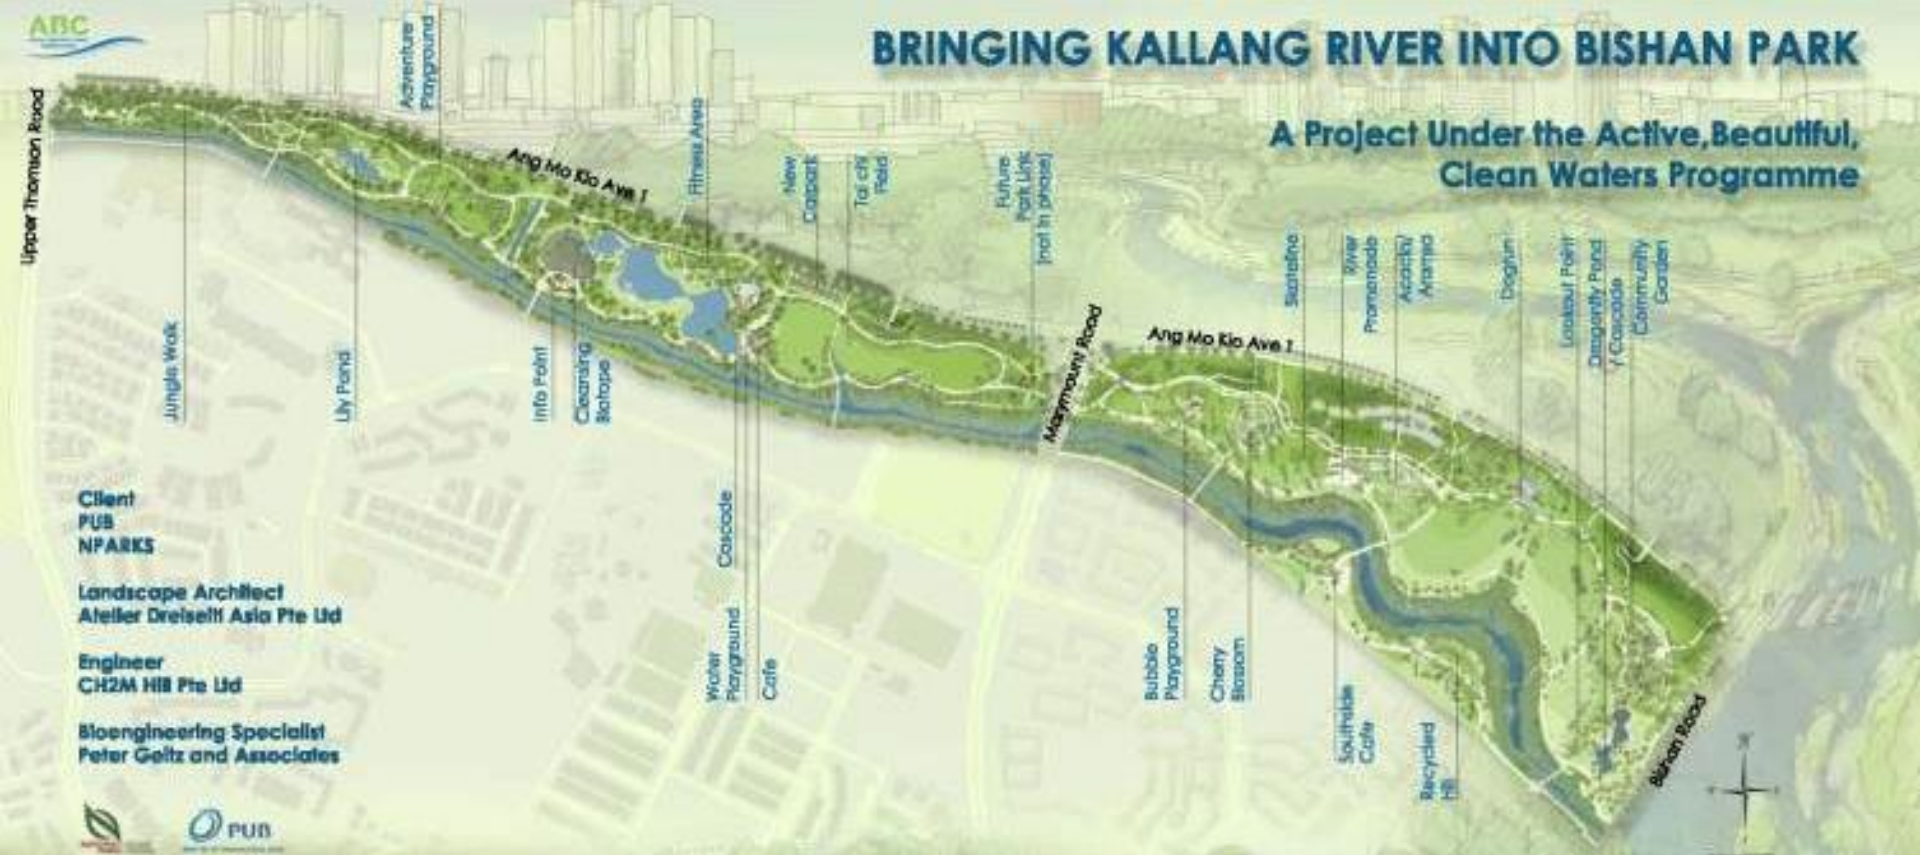 ABC
BRINGING KALLANG RIVER INTO BISHAN PARK
A Project Under the Active, Beautiful,
Clean Waters Programme
Upper Thomson Road
Adventure
Playground
Ang Mo Kio Ave 1
Fitness Area
New
Carpark
Tai chi
Field
Future
Park Link
(not in phase)
Marymount Road
Ang Mo Kio Ave 1
River
Promenade
Dogrun
Lookout Point
Dragonfly Pond
/ Cascade
Community
Garden
Jungle Walk
Lily Pond
Info Point
Cleansing
Biotope
Cascade
Water
Playground
Cafe
Bubble
Playground
Cherry
Blossom
Southside
Cafe
Recycled
Hill
Bishan Road
Client
PUB
NPARKS
Landscape Architect
Atelier Dreiseitl Asia Pte Ltd
Engineer
CH2M Hill Pte Ltd
Bioengineering Specialist
Peter Geitz and Associates
PUB
N